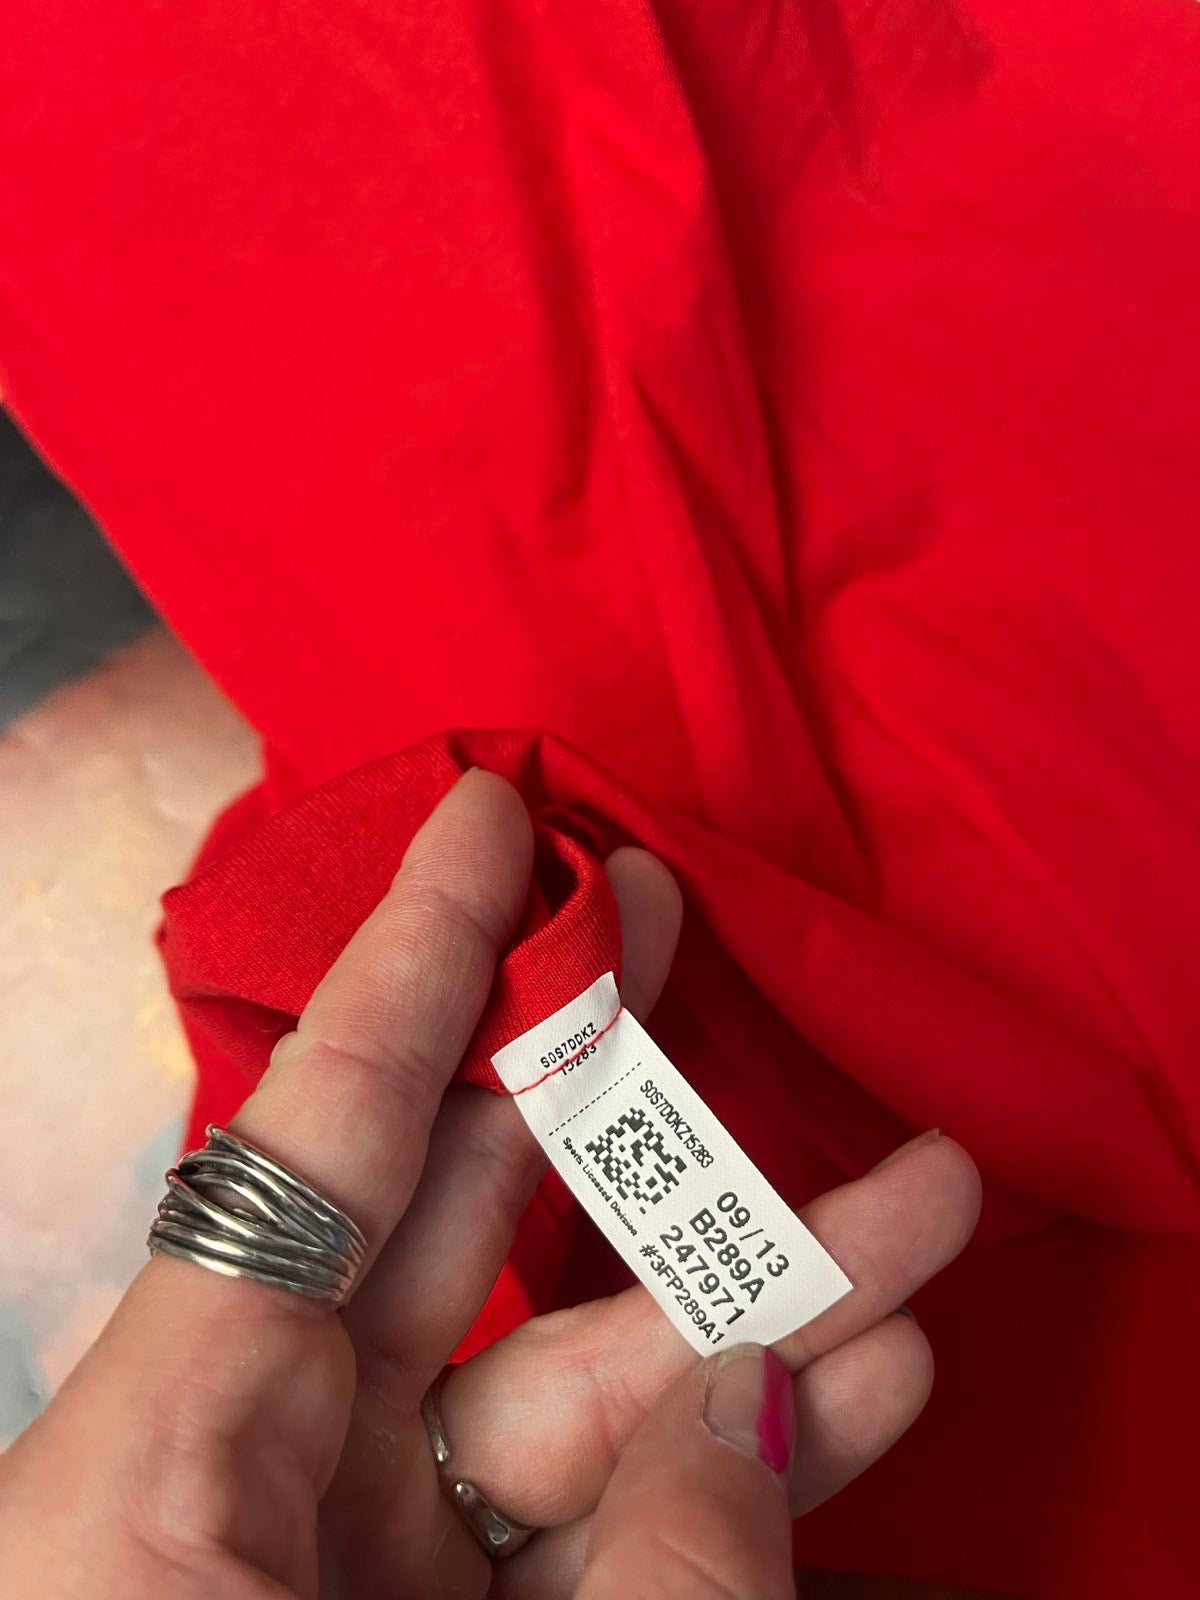 S0S7DDKZ
15283
S0S7DDKZ15283
Sports Licensed Division
09/13
B289A
247971
#3FP289A1